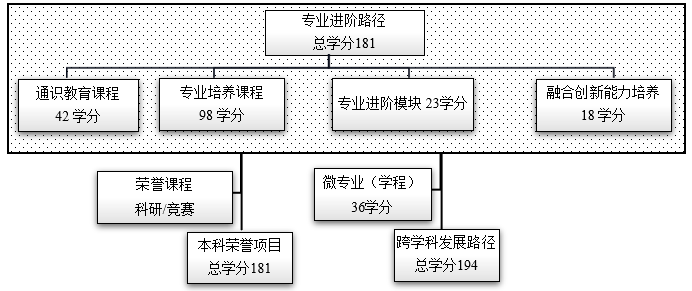 专业进阶路径
总学分181
通识教育课程
42 学分
专业培养课程
98 学分
专业进阶模块 23学分
融合创新能力培养
18 学分
荣誉课程
科研/竞赛
微专业（学程）
36学分
本科荣誉项目
总学分181
跨学科发展路径
总学分194